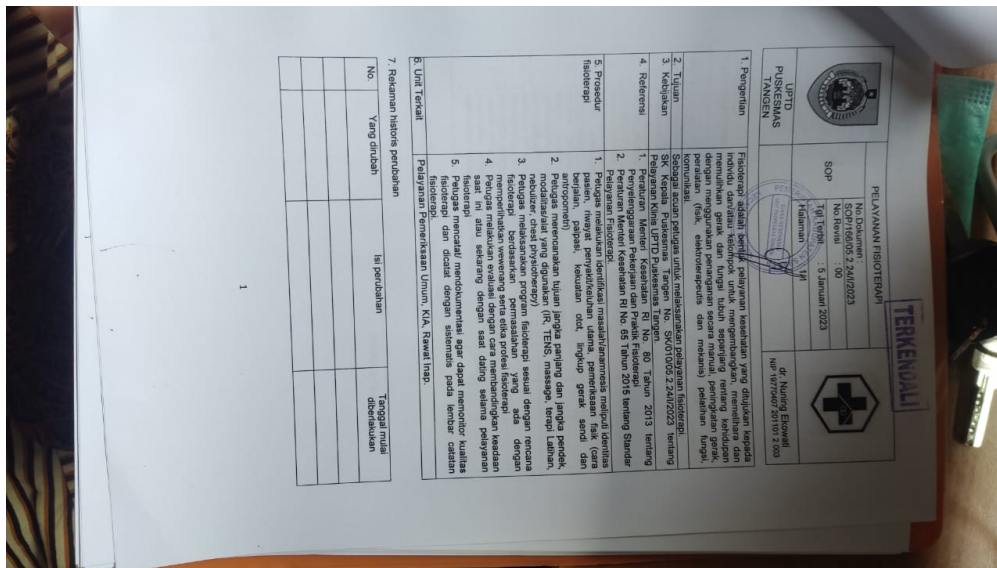 TERKENDALI
PELAYANAN FISIOTERAPI
SOP
No.Dokumen :
SOP/166/05.2.24/I/2023
No.Revisi : 00
Tgl.Terbit : 5 Januari 2023
Halaman : 1/1
UPTD
PUSKESMAS
TANGEN
dr. Nuning Ekowati
NIP 19770407 201101 2 003
1. Pengertian
Fisioterapi adalah bentuk pelayanan kesehatan yang ditujukan kepada
individu dan/atau kelompok untuk mengembangkan, memelihara dan
memulihkan gerak dan fungsi tubuh sepanjang rentang kehidupan
dengan menggunakan penanganan secara manual, peningkatan gerak,
peralatan (fisik, elektroterapeutis dan mekanis) pelatihan fungsi,
komunikasi.
2. Tujuan
Sebagai acuan petugas untuk melaksanakan pelayanan fisioterapi.
3. Kebijakan
SK Kepala Puskesmas Tangen No. SK/010/05.2.24/I/2023 tentang
Pelayanan Klinis UPTD Puskesmas Tangen.
4. Referensi
1. Peraturan Menteri Kesehatan RI No. 80 Tahun 2013 tentang
Penyelenggaraan Pekerjaan dan Praktik Fisioterapi
2. Peraturan Menteri Kesehatan RI No. 65 Tahun 2015 tentang Standar
Pelayanan Fisioterapi.
5. Prosedur
fisioterapi
1. Petugas melakukan identifikasi masalah/anamnesis meliputi identitas
pasien, riwayat penyakit/keluhan utama, pemeriksaan fisik (cara
berjalan, palpasi, kekuatan otot, lingkup gerak sendi dan
antropometri)
2. Petugas merencanakan tujuan jangka panjang dan jangka pendek,
modalitas/alat yang digunakan (IR, TENS, massage, terapi Latihan,
nebulizer, chest physiotherapy)
3. Petugas melaksanakan program fisioterapi sesuai dengan rencana
fisioterapi berdasarkan permasalahan yang ada dengan
memperlihatkan wewenang serta etika profesi fisioterapi
4. Petugas melakukan evaluasi dengan cara membandingkan keadaan
saat ini atau sekarang dengan saat dating selama pelayanan
fisioterapi
5. Petugas mencatat/ mendokumentasi agar dapat memonitor kualitas
fisioterapi dan dicatat dengan sistematis pada lembar catatan
fisioterapi.
6. Unit Terkait
Pelayanan Pemeriksaan Umum, KIA, Rawat Inap.
7. Rekaman historis perubahan
No.
Yang dirubah
Isi perubahan
Tanggal mulai
diberlakukan
1